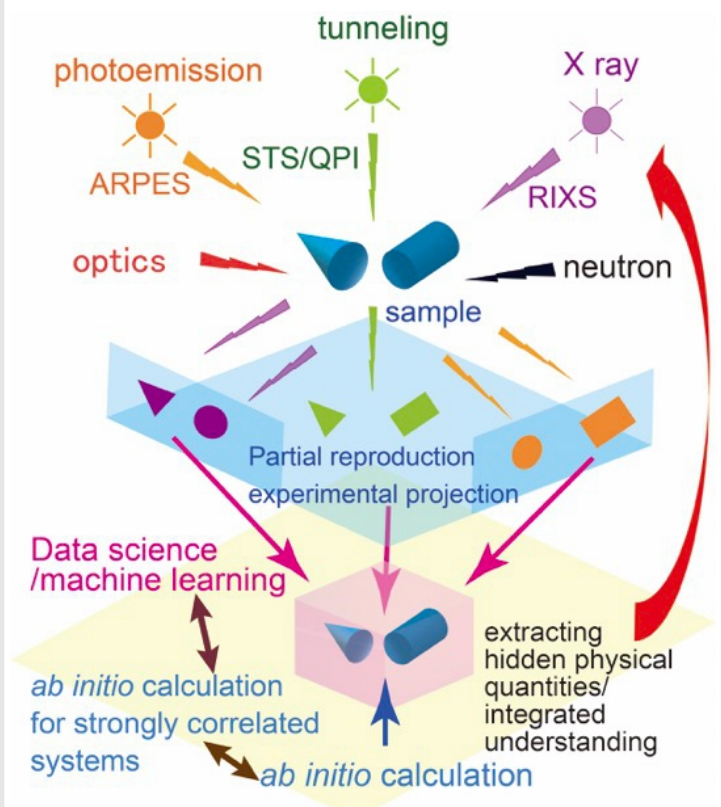 tunneling
photoemission
X ray
STS/QPI
ARPES
RIXS
optics
neutron
sample
Partial reproduction
experimental projection
Data science
/machine learning
extracting
hidden physical
quantities/
integrated
understanding
ab initio calculation
for strongly correlated
systems
ab initio calculation